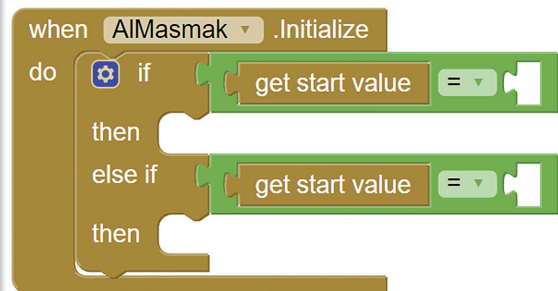 when AlMasmak .Initialize
do if get start value =
then
else if get start value =
then